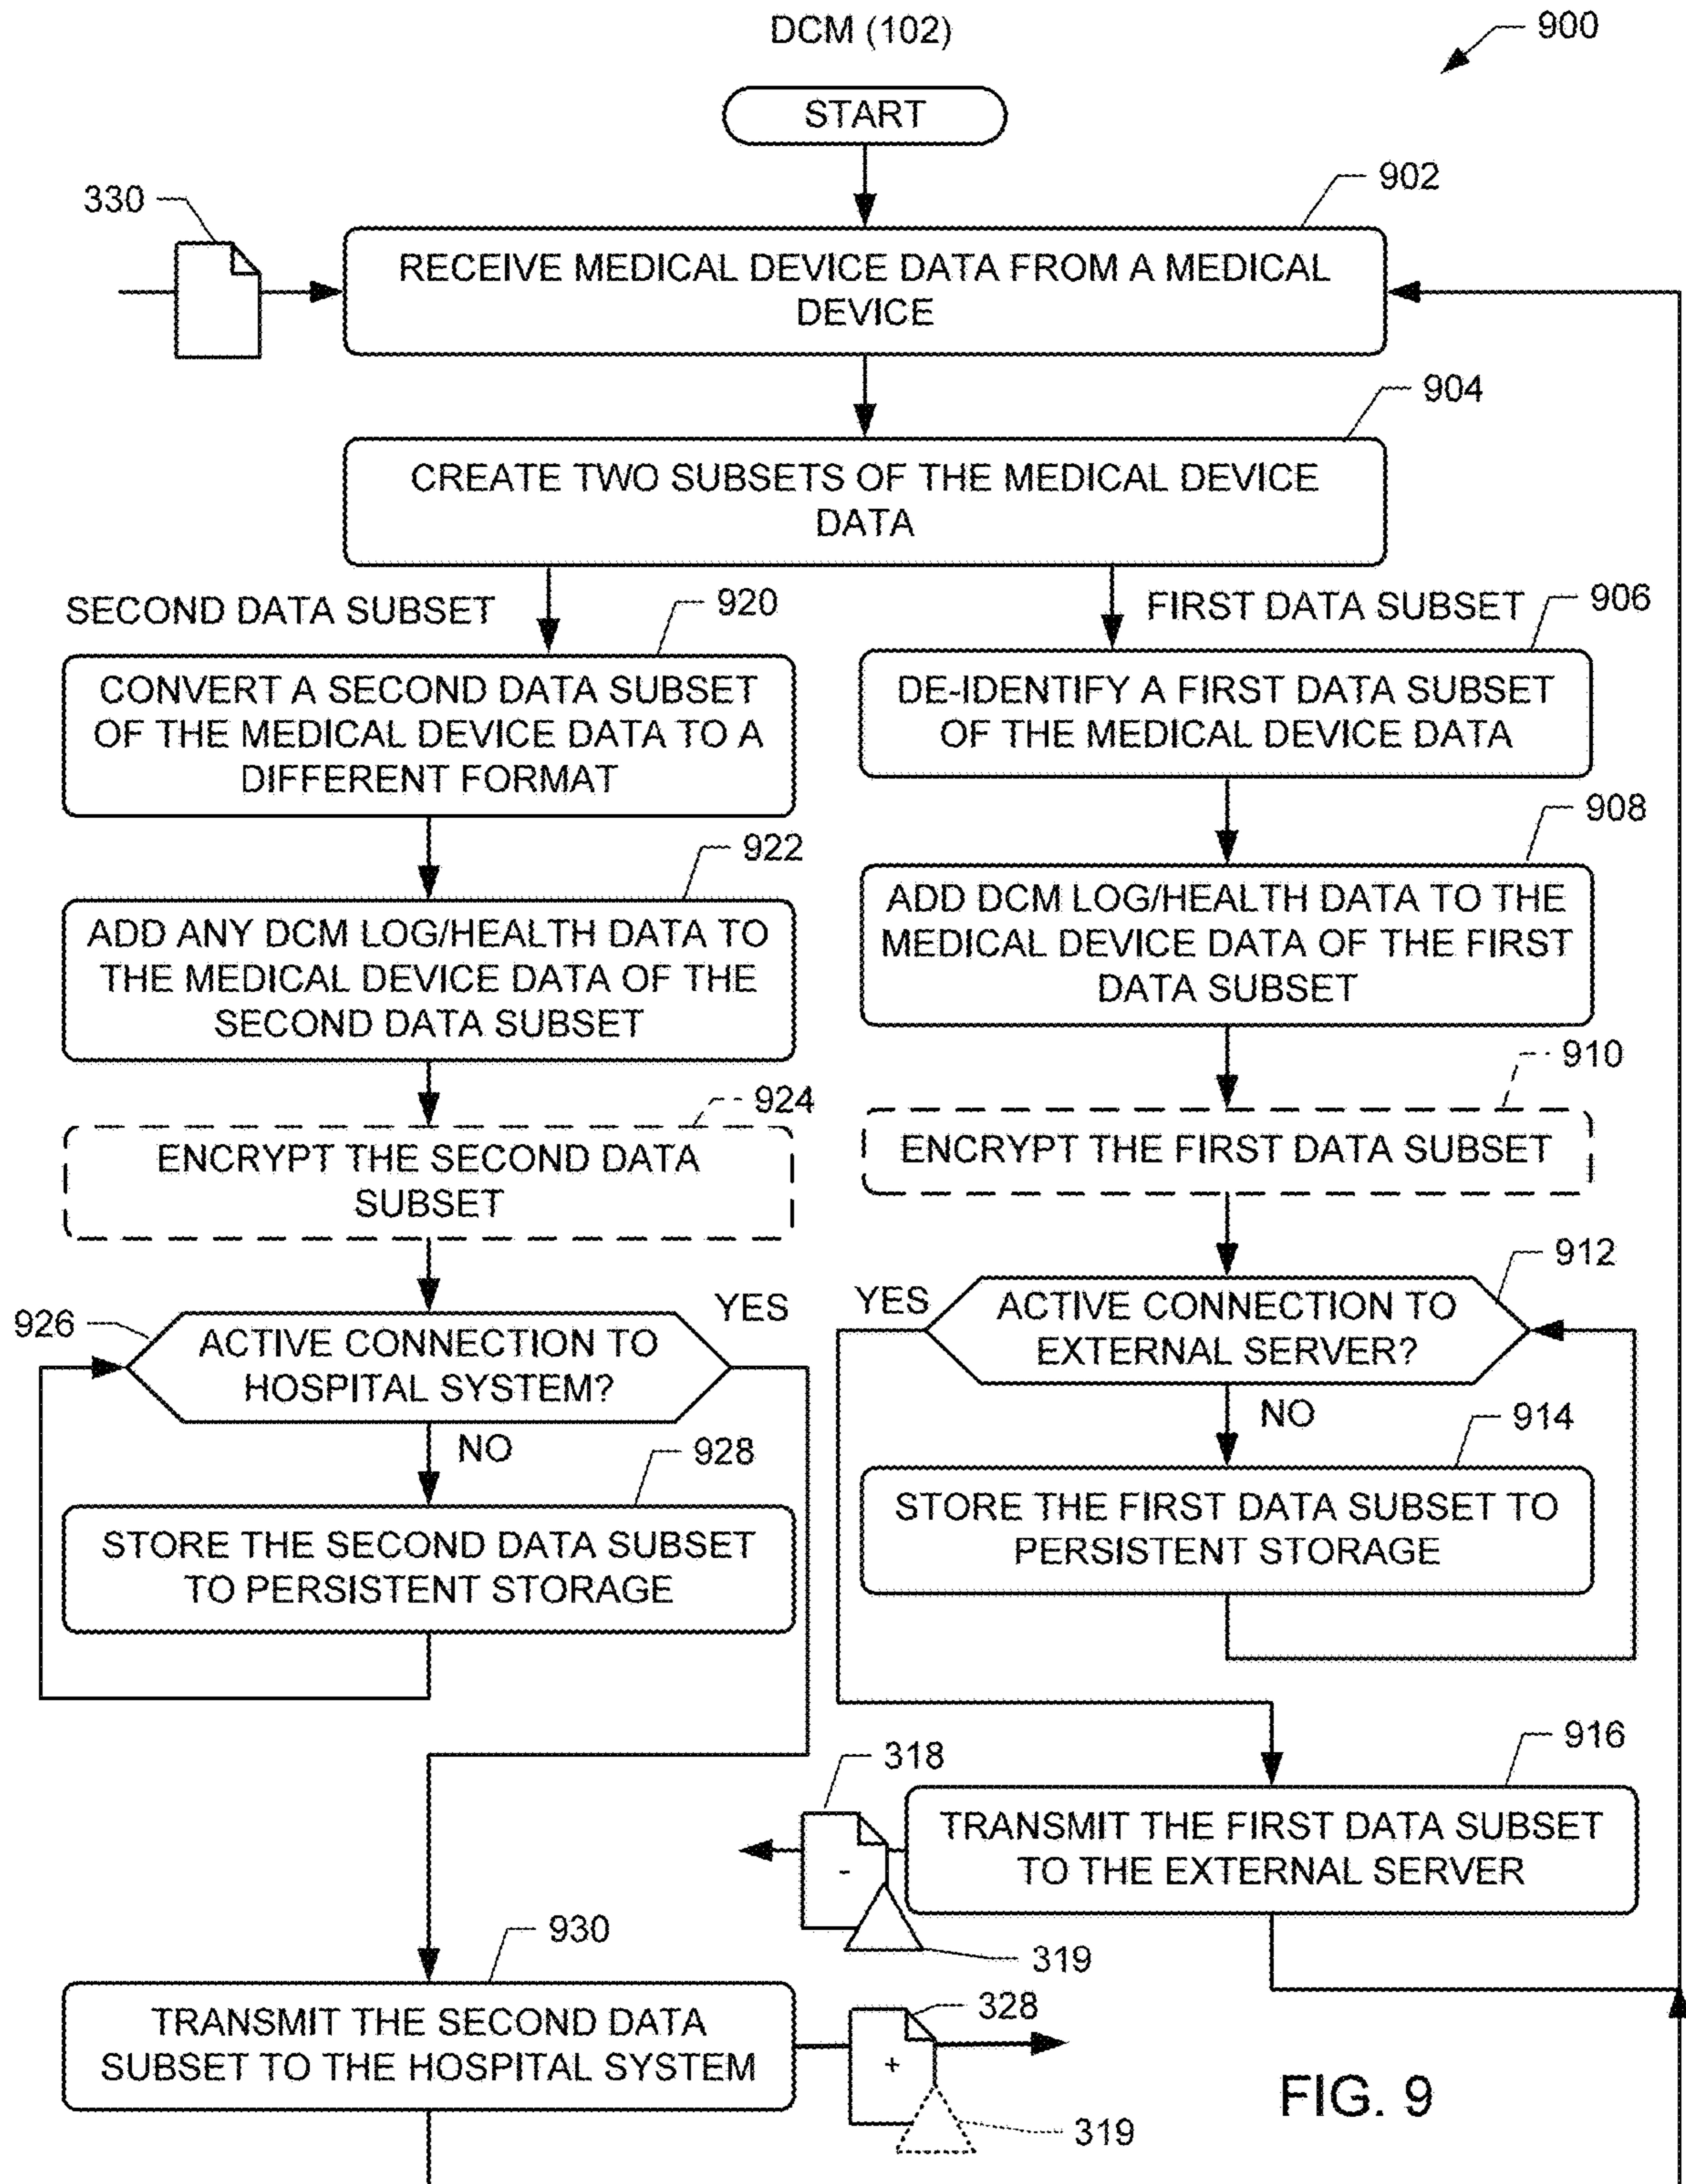 DCM (102)
900
START
330
902
RECEIVE MEDICAL DEVICE DATA FROM A MEDICAL
DEVICE
904
CREATE TWO SUBSETS OF THE MEDICAL DEVICE
DATA
SECOND DATA SUBSET
920
CONVERT A SECOND DATA SUBSET
OF THE MEDICAL DEVICE DATA TO A
DIFFERENT FORMAT
922
ADD ANY DCM LOG/HEALTH DATA TO
THE MEDICAL DEVICE DATA OF THE
SECOND DATA SUBSET
924
ENCRYPT THE SECOND DATA
SUBSET
926
ACTIVE CONNECTION TO
HOSPITAL SYSTEM?
YES
NO
928
STORE THE SECOND DATA SUBSET
TO PERSISTENT STORAGE
FIRST DATA SUBSET
906
DE-IDENTIFY A FIRST DATA SUBSET
OF THE MEDICAL DEVICE DATA
908
ADD DCM LOG/HEALTH DATA TO THE
MEDICAL DEVICE DATA OF THE FIRST
DATA SUBSET
910
ENCRYPT THE FIRST DATA SUBSET
912
YES
ACTIVE CONNECTION TO
EXTERNAL SERVER?
NO
914
STORE THE FIRST DATA SUBSET TO
PERSISTENT STORAGE
916
TRANSMIT THE FIRST DATA SUBSET
TO THE EXTERNAL SERVER
318
-
319
930
TRANSMIT THE SECOND DATA
SUBSET TO THE HOSPITAL SYSTEM
328
+
319
FIG. 9